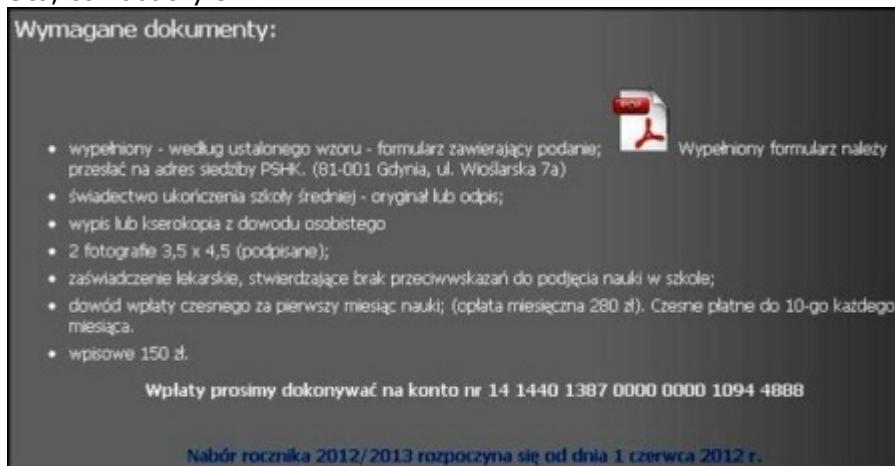 Wymagane dokumenty:
PDF
wypełniony - według ustalonego wzoru - formularz zawierający podanie; Wypełniony formularz należy
przesłać na adres siedziby PSHK. (81-001 Gdynia, ul. Wioślarska 7a)
świadectwo ukończenia szkoły średniej - oryginał lub odpis;
wypis lub kserokopia z dowodu osobistego
2 fotografie 3,5 x 4,5 (podpisane);
zaświadczenie lekarskie, stwierdzające brak przeciwwskazań do podjęcia nauki w szkole;
dowód wpłaty czesnego za pierwszy miesiąc nauki; (opłata miesięczna 280 zł). Czesne płatne do 10-go każdego
miesiąca.
wpisowe 150 zł.
Wpłaty prosimy dokonywać na konto nr 14 1440 1387 0000 0000 1094 4888
Nabór rocznika 2012/2013 rozpoczyna się od dnia 1 czerwca 2012 r.